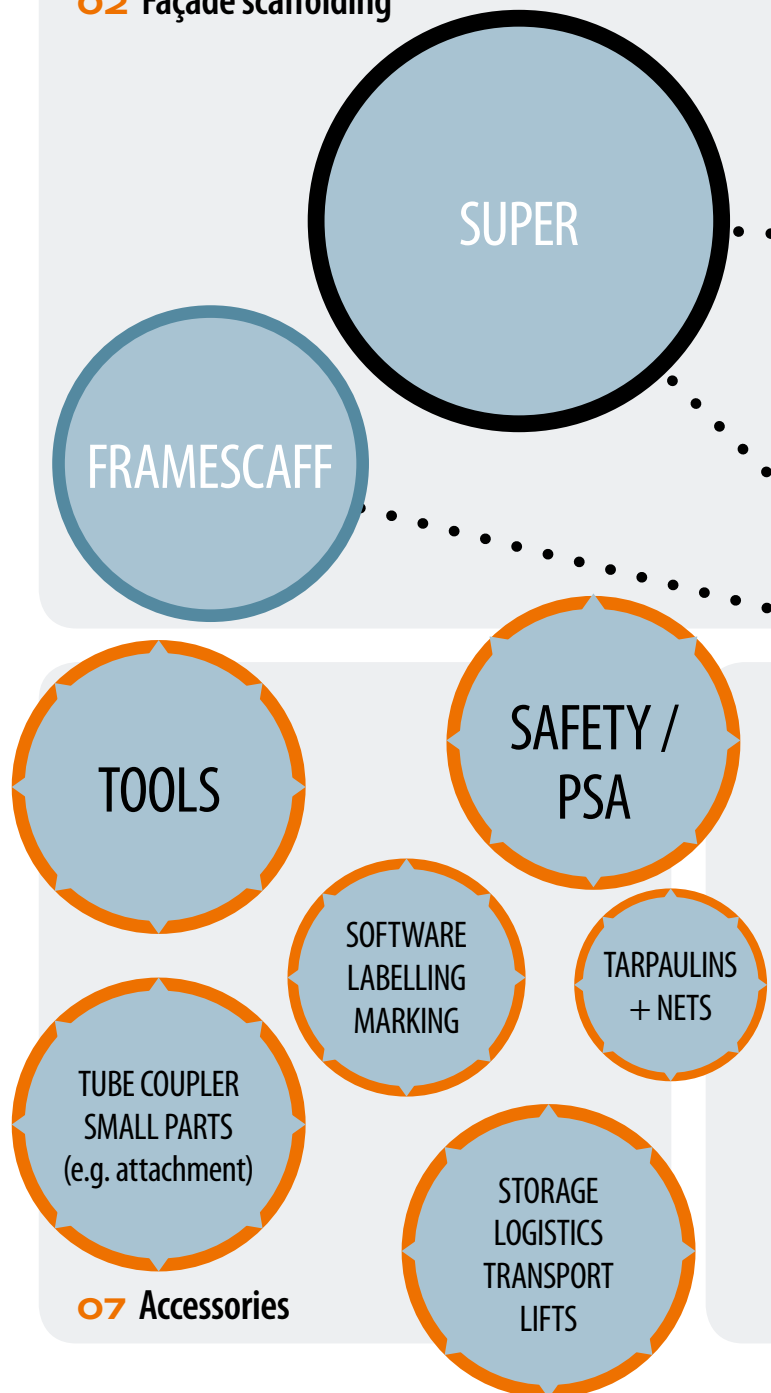 02 Façade scaffolding
SUPER
FRAMESCAFF
TOOLS
SAFETY /
PSA
SOFTWARE
LABELLING
MARKING
TARPAULINS
+ NETS
TUBE COUPLER
SMALL PARTS
(e.g. attachment)
STORAGE
LOGISTICS
TRANSPORT
LIFTS
07 Accessories